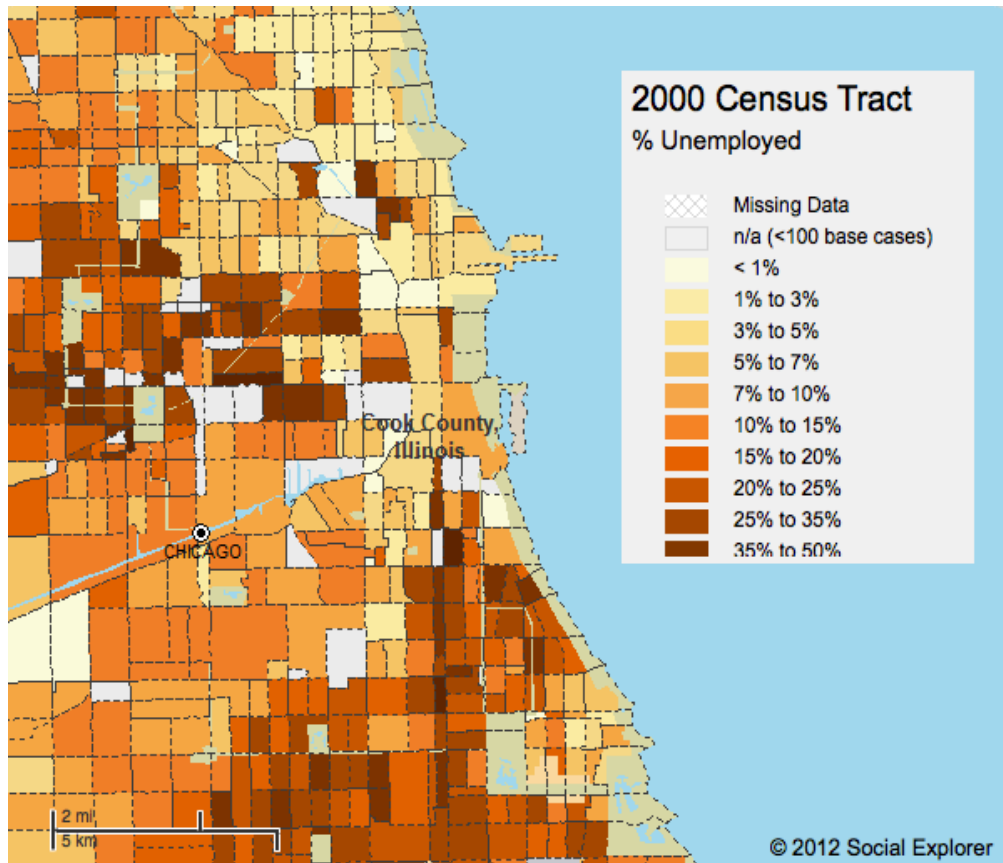 2000 Census Tract
% Unemployed
Missing Data
n/a (<100 base cases)
< 1%
1% to 3%
3% to 5%
5% to 7%
7% to 10%
10% to 15%
15% to 20%
20% to 25%
25% to 35%
35% to 50%
Cook County,
Illinois
CHICAGO
2 mi
5 km
© 2012 Social Explorer